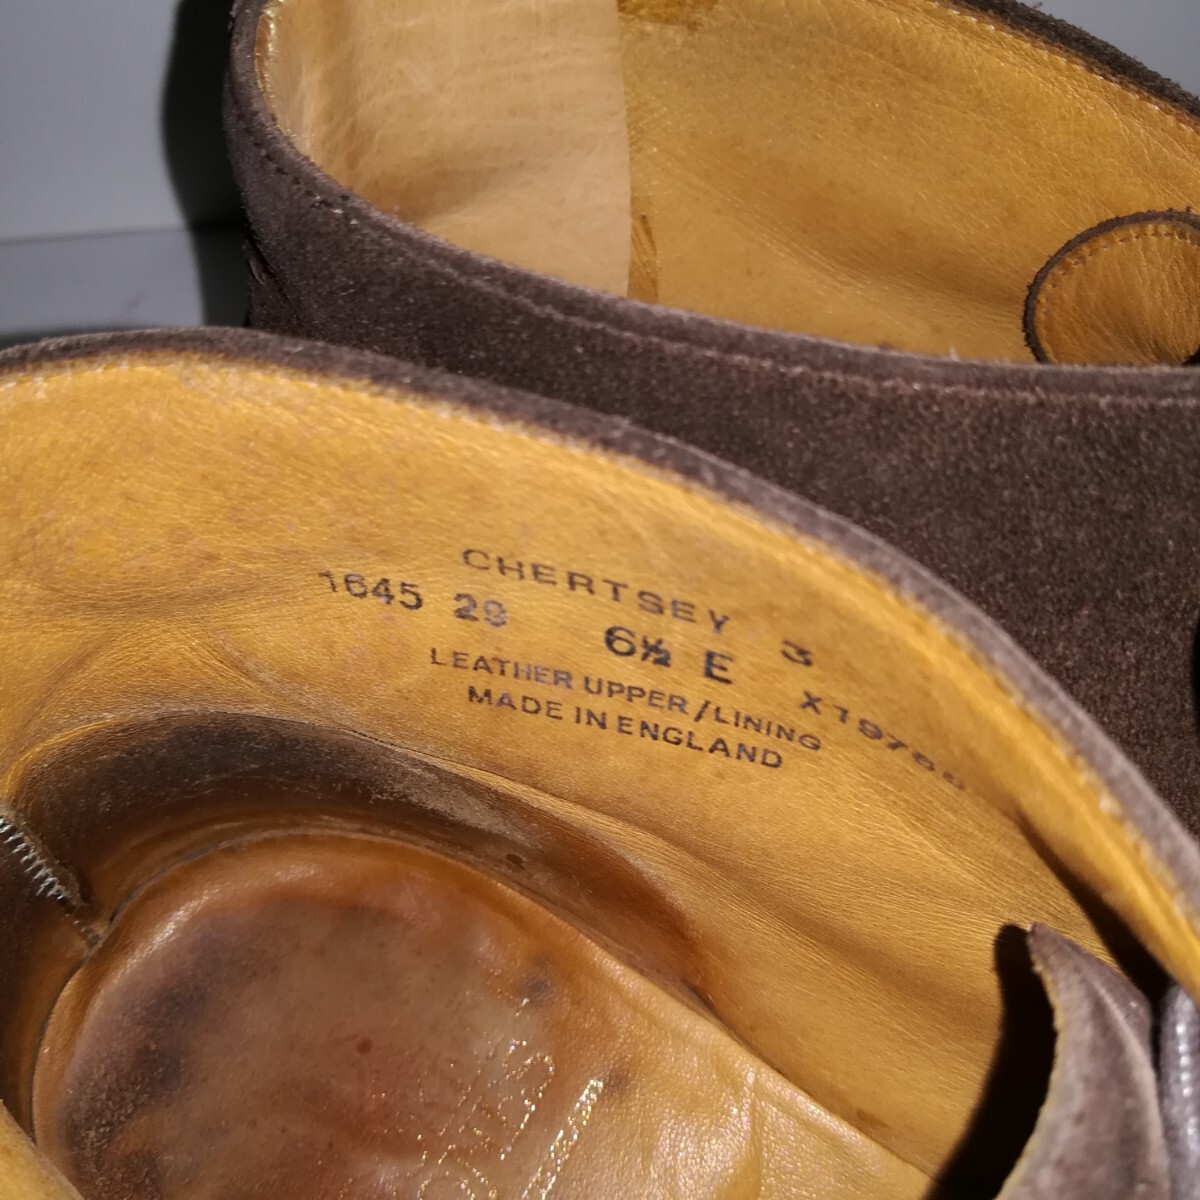 CHERTSEY 3
1645 29 6½ E
LEATHER UPPER/LINING
MADE IN ENGLAND